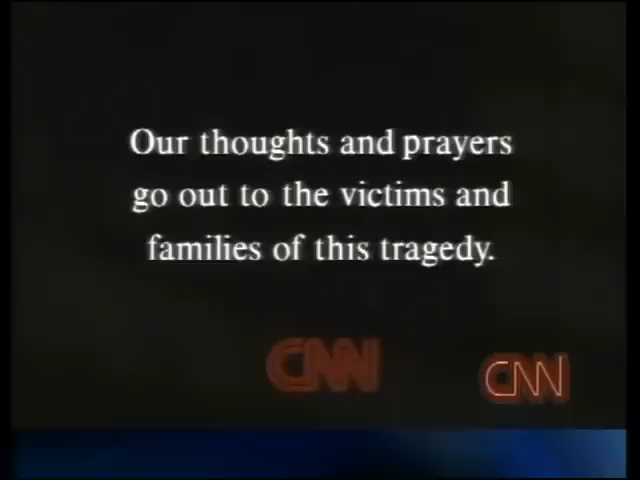 Our thoughts and prayers
go out to the victims and
families of this tragedy.
CNN
CNN